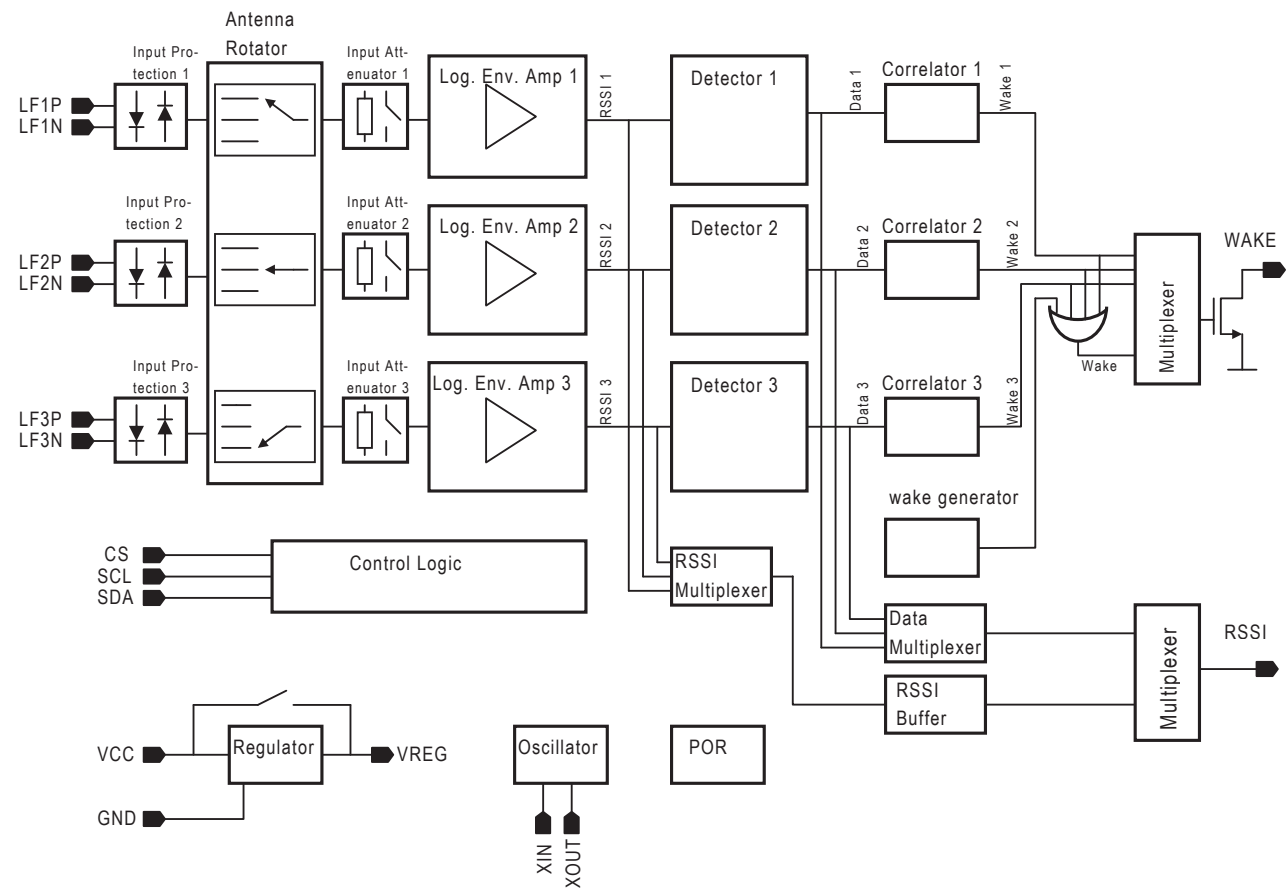 Antenna
Rotator
Input Pro-
tection 1
Input Att-
enuator 1
Log. Env. Amp 1
RSSI 1
Detector 1
Data 1
Correlator 1
Wake 1
LF1P
LF1N
Input Pro-
tection 2
Input Att-
enuator 2
Log. Env. Amp 2
RSSI 2
Detector 2
Data 2
Correlator 2
Wake 2
WAKE
LF2P
LF2N
Multiplexer
Wake
Input Pro-
tection 3
Input Att-
enuator 3
Log. Env. Amp 3
RSSI 3
Detector 3
Data 3
Correlator 3
Wake 3
LF3P
LF3N
wake generator
CS
SCL
SDA
Control Logic
RSSI
Multiplexer
Data
Multiplexer
RSSI
Buffer
Multiplexer
RSSI
VCC
Regulator
VREG
GND
Oscillator
XIN
XOUT
POR